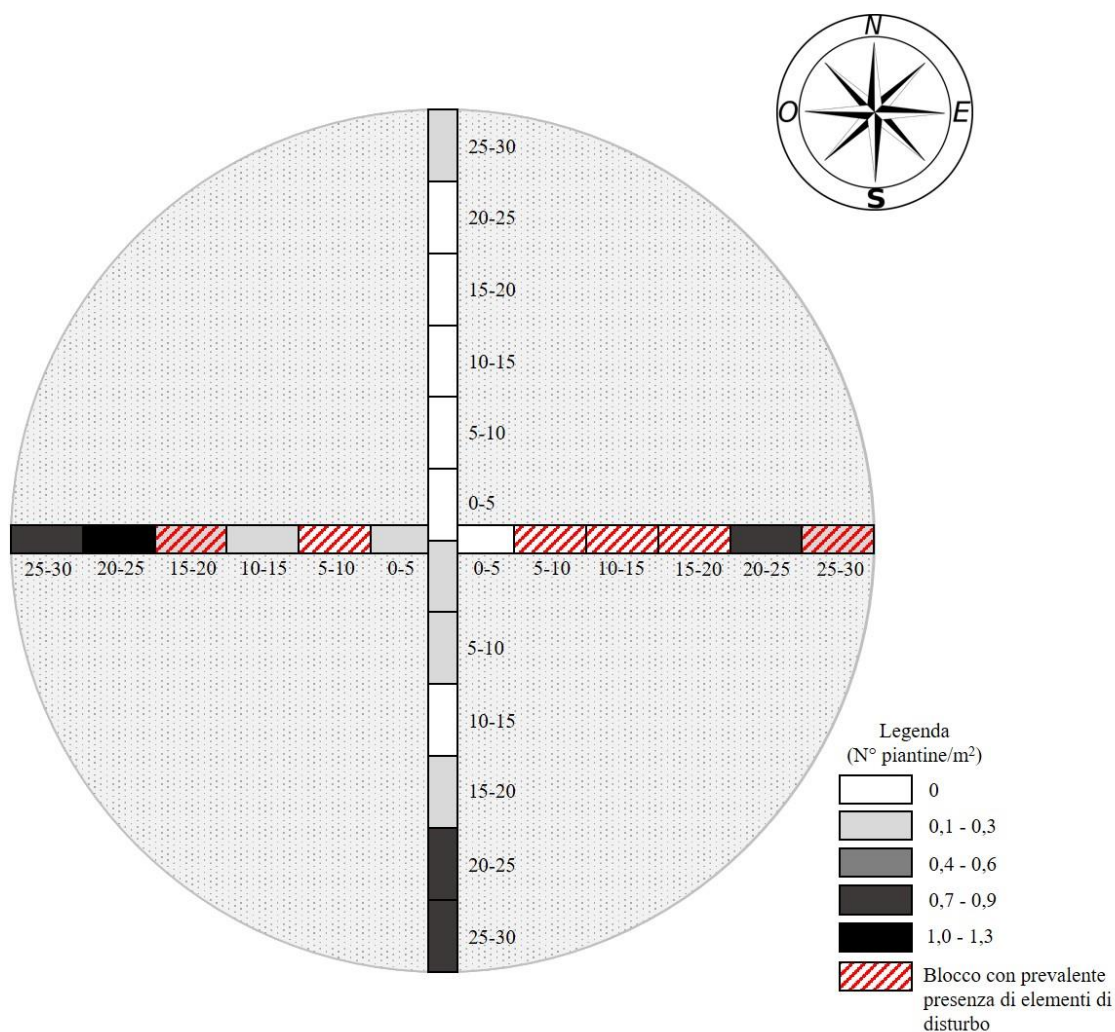 N
O
E
S
25-30
20-25
15-20
10-15
5-10
0-5
25-30 20-25 15-20 10-15 5-10 0-5 0-5 5-10 10-15 15-20 20-25 25-30
5-10
10-15
15-20
20-25
25-30
Legenda
(N° piantine/m²)
0
0,1 - 0,3
0,4 - 0,6
0,7 - 0,9
1,0 - 1,3
Blocco con prevalente
presenza di elementi di
disturbo